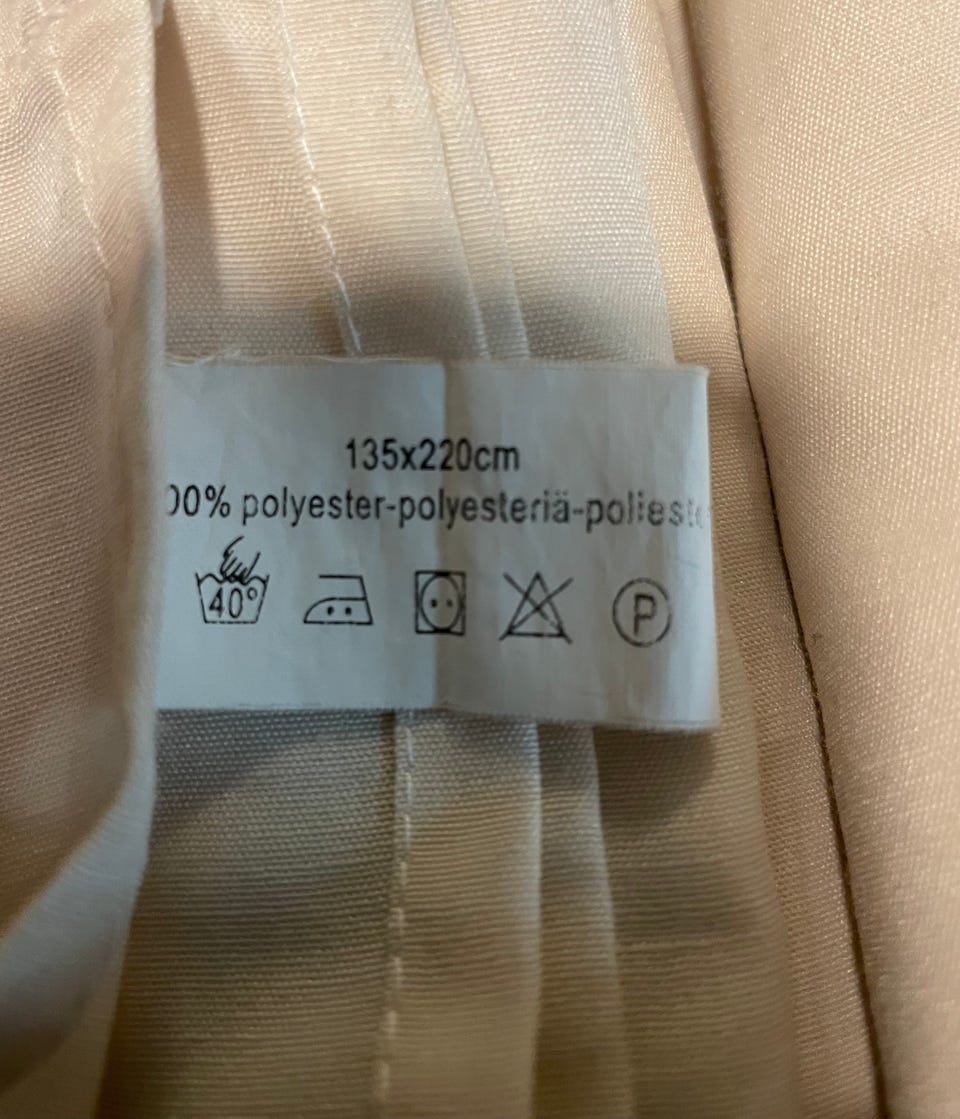 135x220cm
00% polyester-polyesteriä-poliest
40°
P